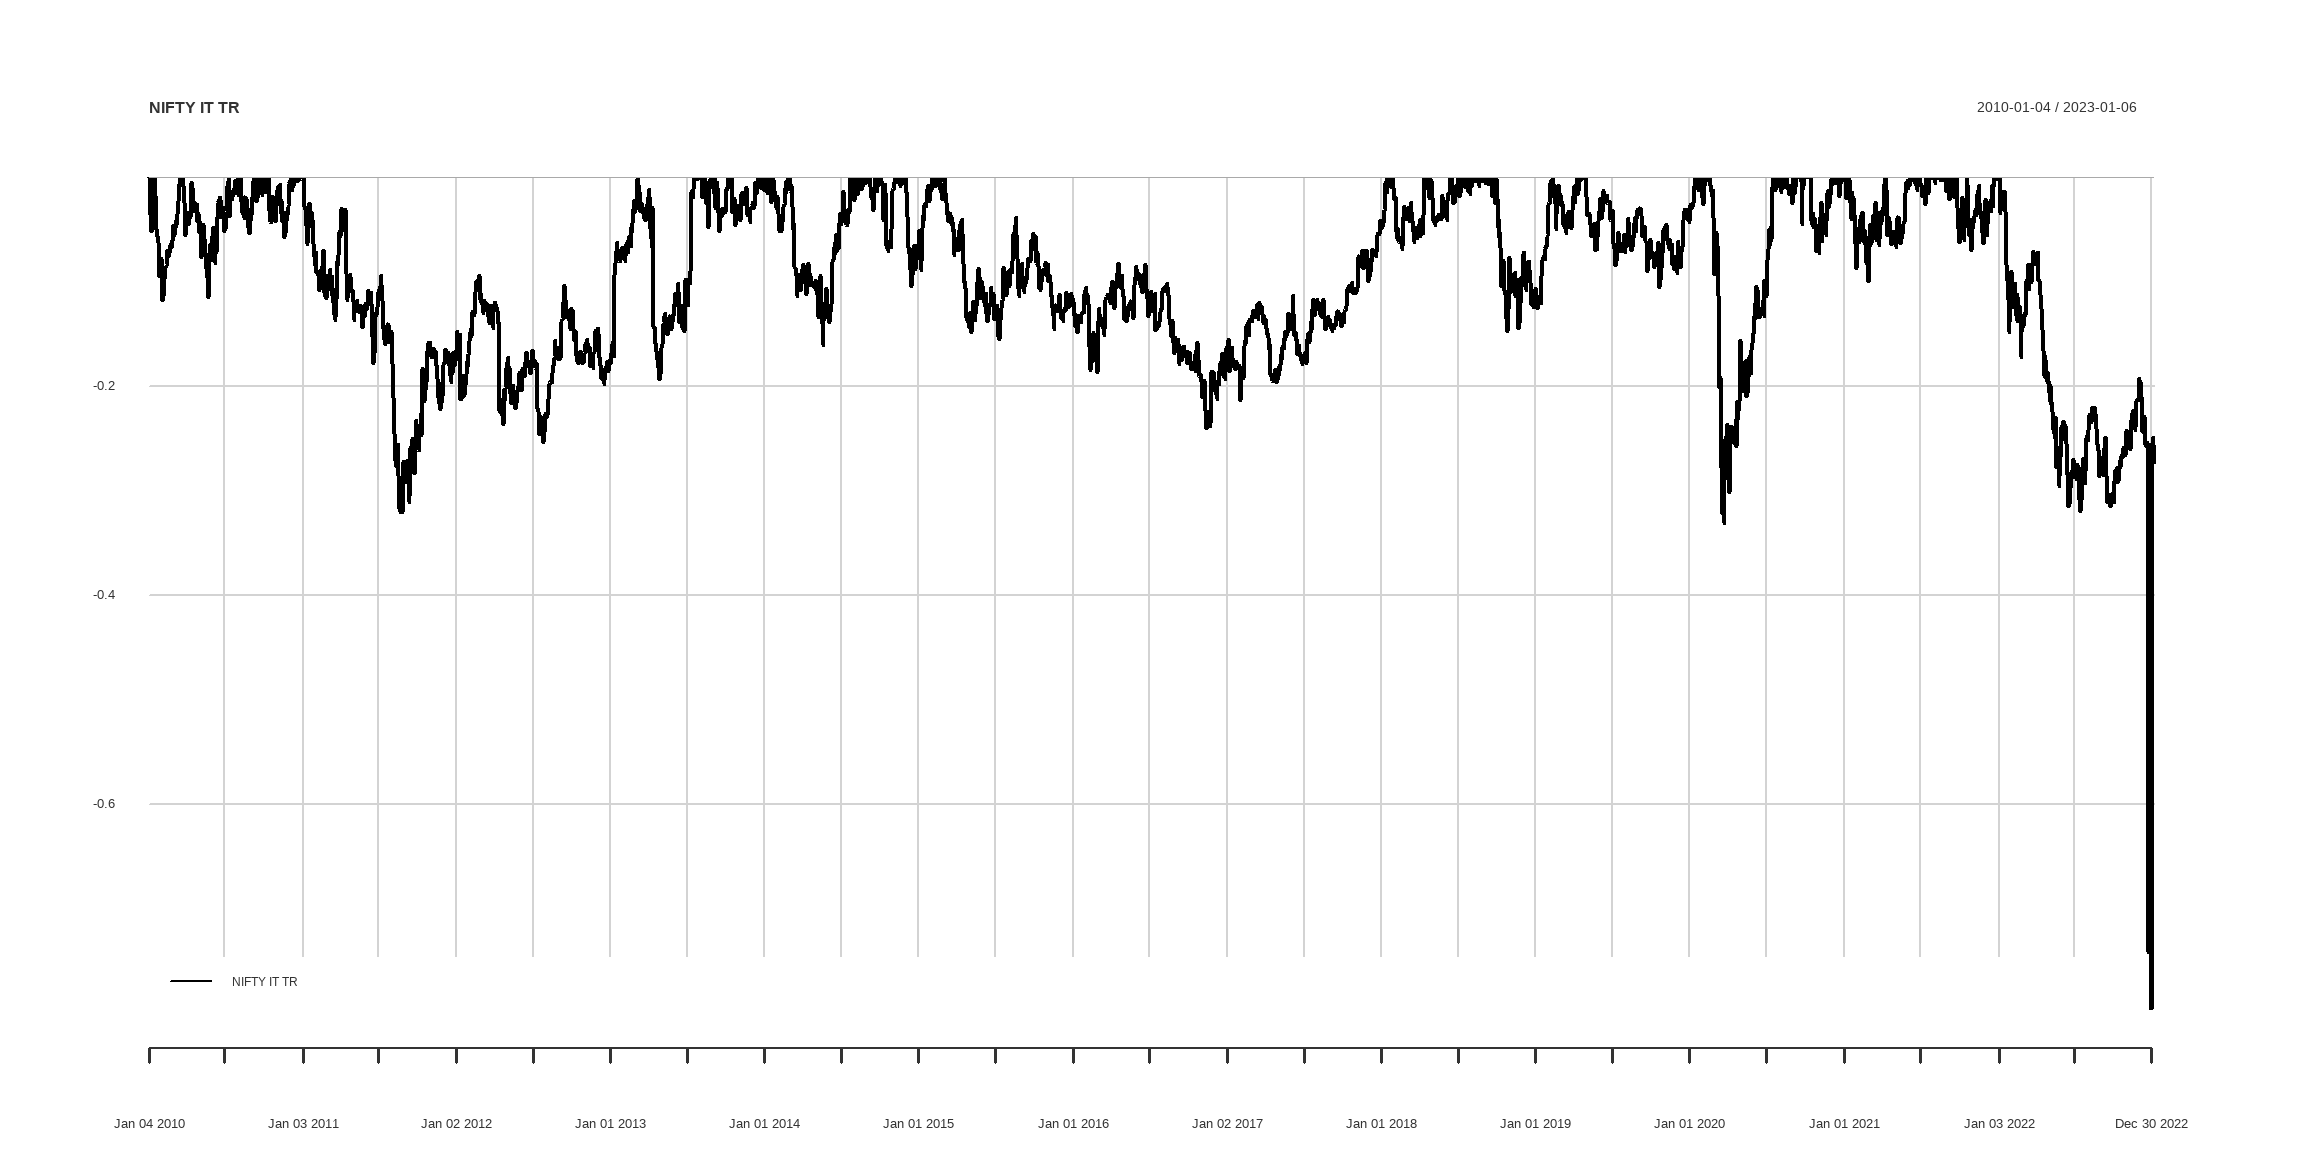 NIFTY IT TR
2010-01-04 / 2023-01-06
-0.2
-0.4
-0.6
NIFTY IT TR
Jan 04 2010
Jan 03 2011
Jan 02 2012
Jan 01 2013
Jan 01 2014
Jan 01 2015
Jan 01 2016
Jan 02 2017
Jan 01 2018
Jan 01 2019
Jan 01 2020
Jan 01 2021
Jan 03 2022
Dec 30 2022